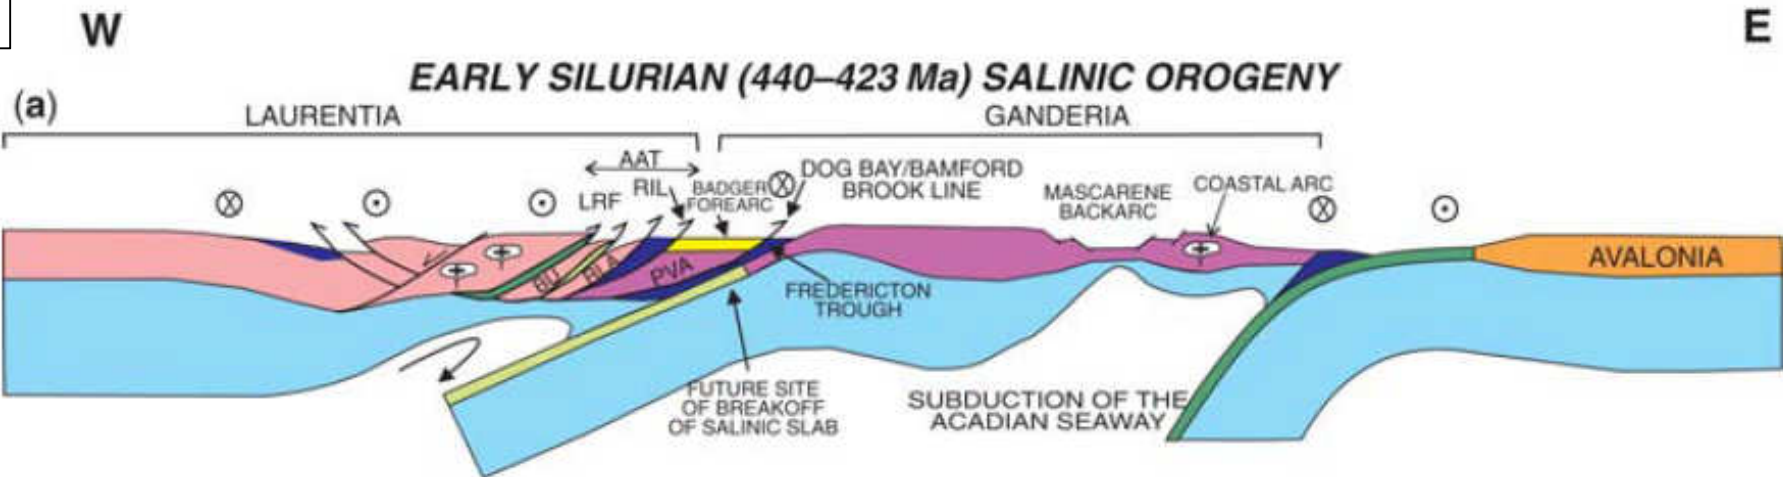 W
E
EARLY SILURIAN (440–423 Ma) SALINIC OROGENY
(a)
LAURENTIA
GANDERIA
AAT
RIL
LRF
BADGER
FOREARC
DOG BAY/BAMFORD
BROOK LINE
MASCARENE
BACKARC
COASTAL ARC
BLA
PVA
AVALONIA
FREDERICTON
TROUGH
FUTURE SITE
OF BREAKOFF
OF SALINIC SLAB
SUBDUCTION OF THE
ACADIAN SEAWAY